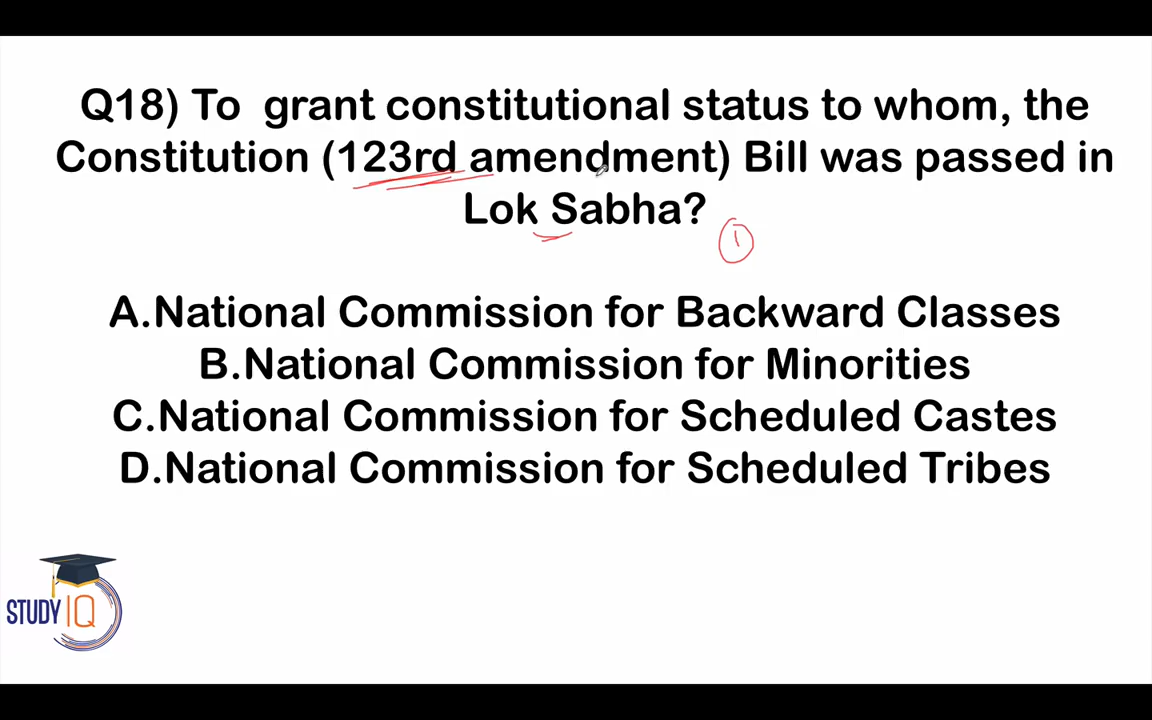 Q18) To grant constitutional status to whom, the
Constitution (123rd amendment) Bill was passed in
Lok Sabha?
1
A.National Commission for Backward Classes
B.National Commission for Minorities
C.National Commission for Scheduled Castes
D.National Commission for Scheduled Tribes
STUDY IQ